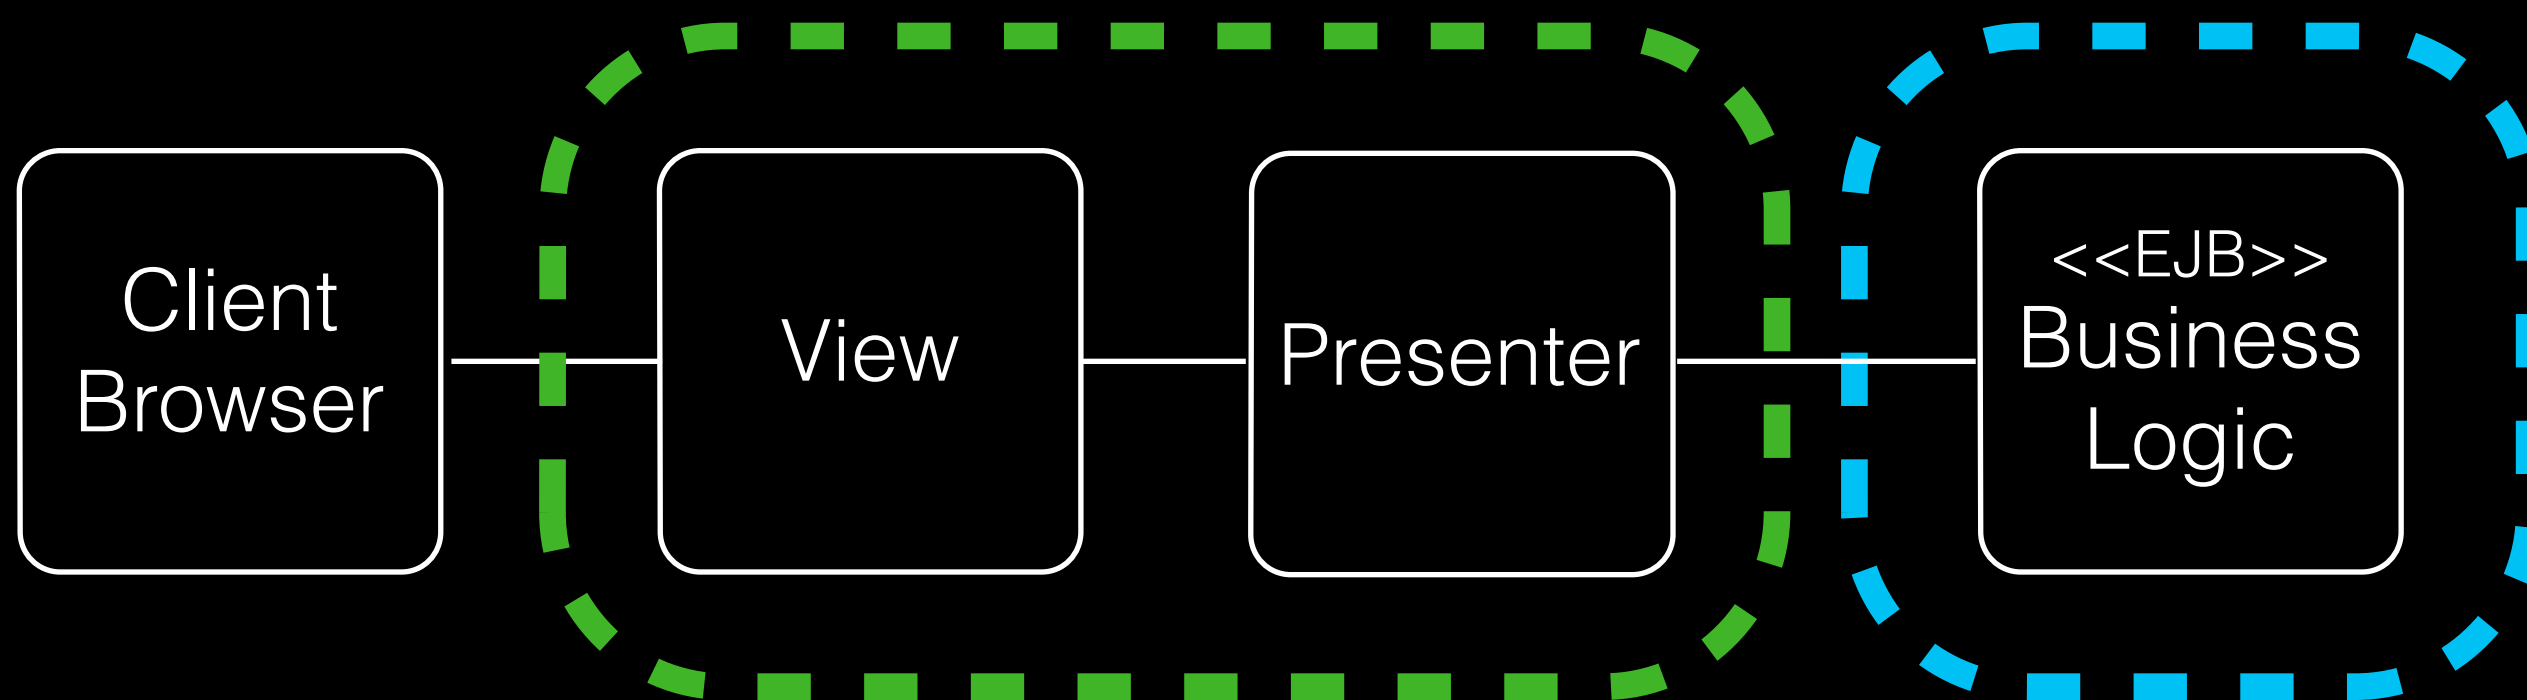 Client
Browser
View
Presenter
<<EJB>>
Business
Logic